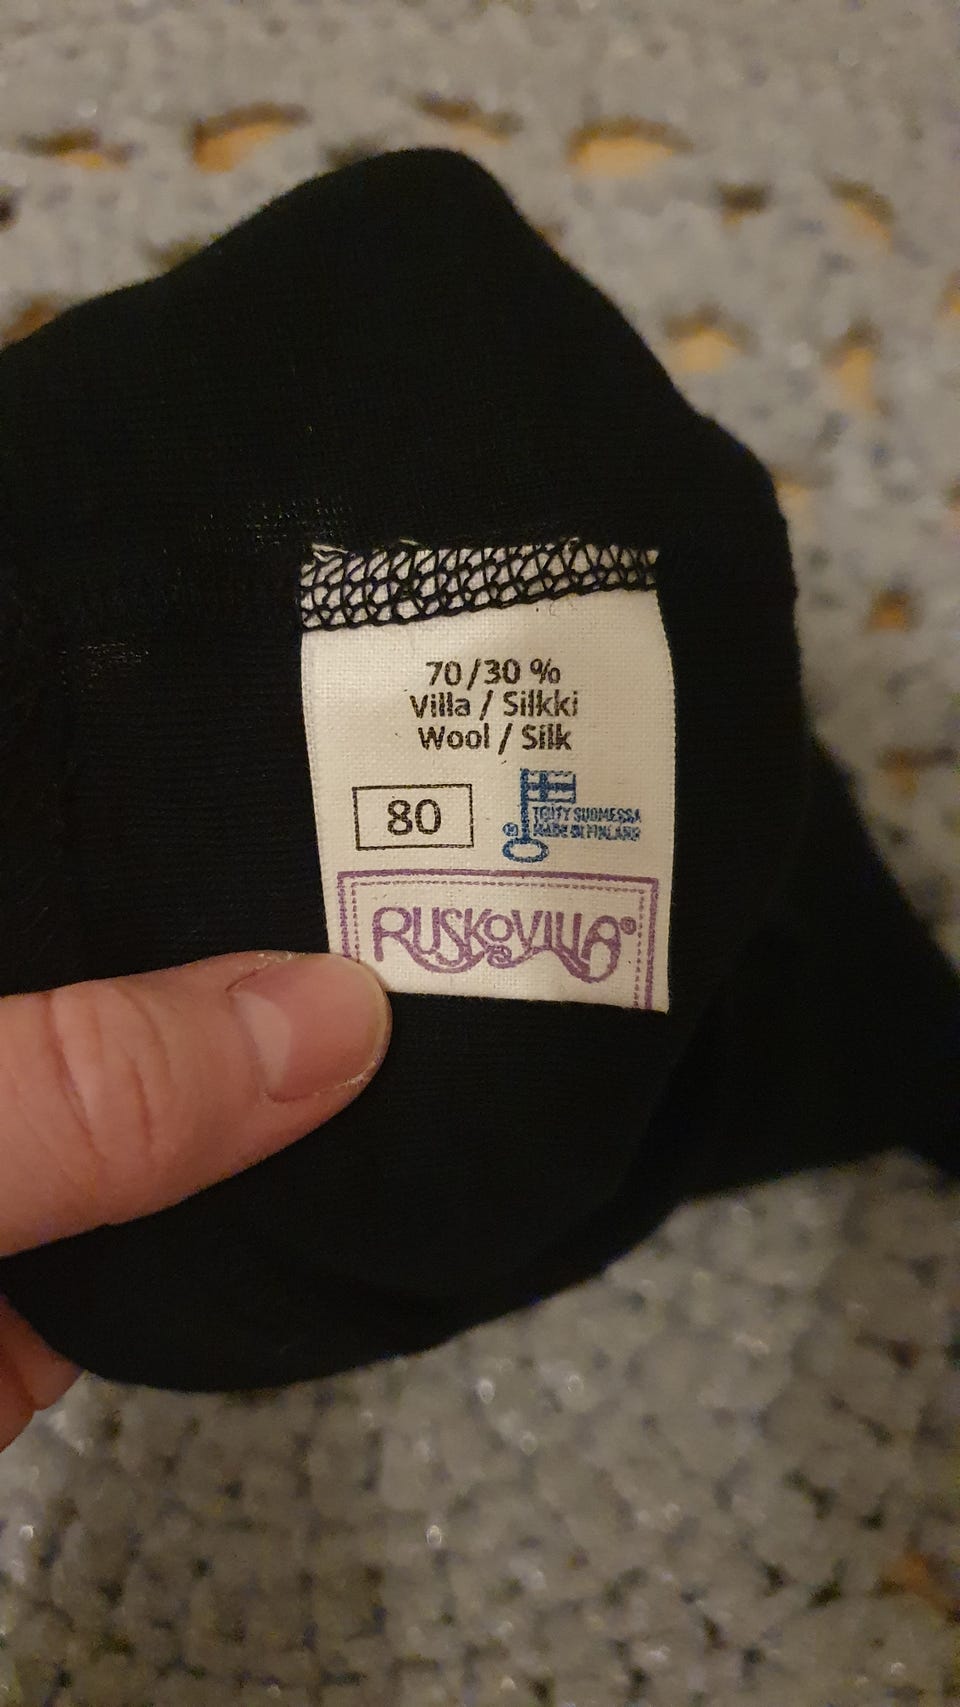 70/30 %
Villa / Silkki
Wool / Silk
80
TEHTY SUOMESSA
MADE IN FINLAND
RUSKOVILLA®